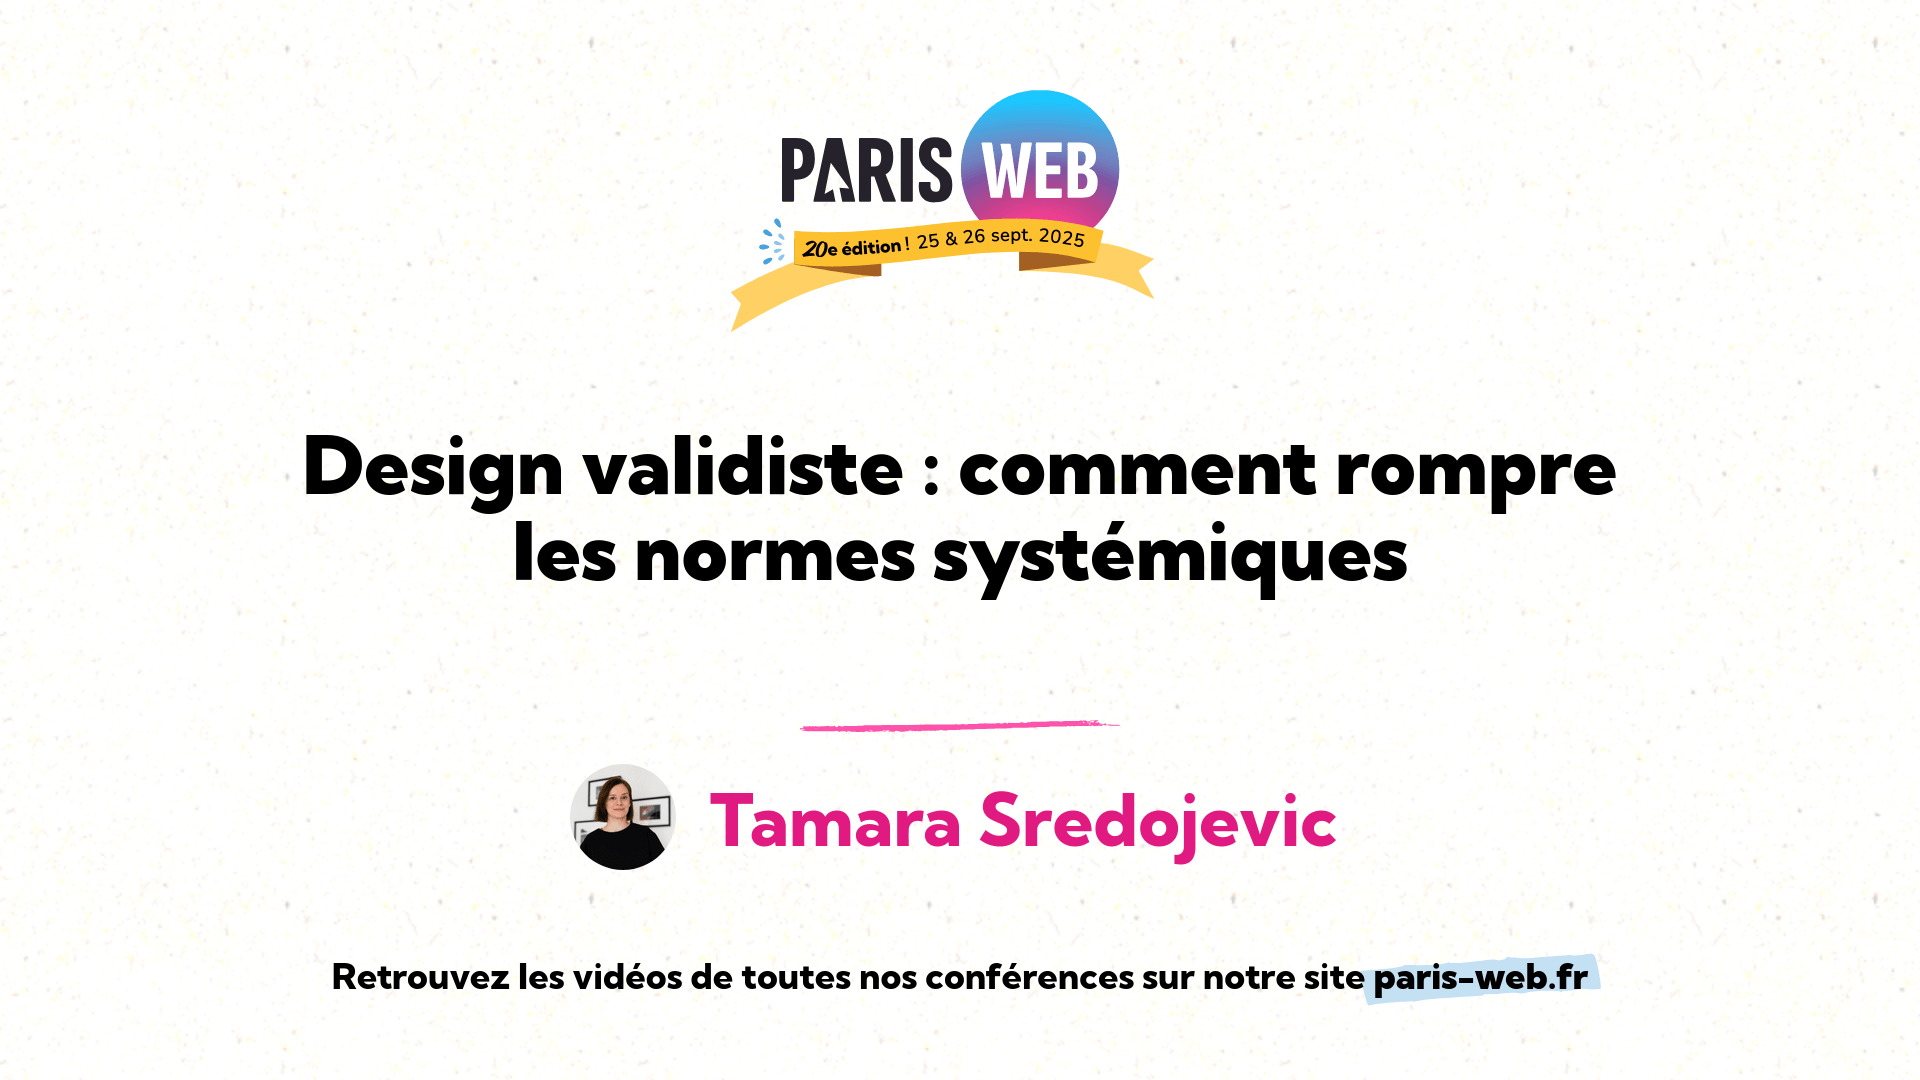 PARIS WEB
20e édition ! 25 & 26 sept. 2025
Design validiste : comment rompre
les normes systémiques
Tamara Sredojevic
Retrouvez les vidéos de toutes nos conférences sur notre site paris-web.fr